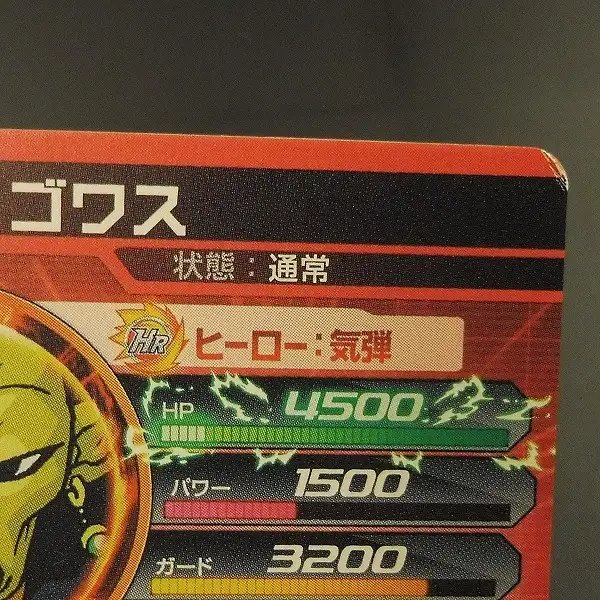 ゴワス
状態：通常
HR ヒーロー：気弾
HP 4500
パワー 1500
ガード 3200